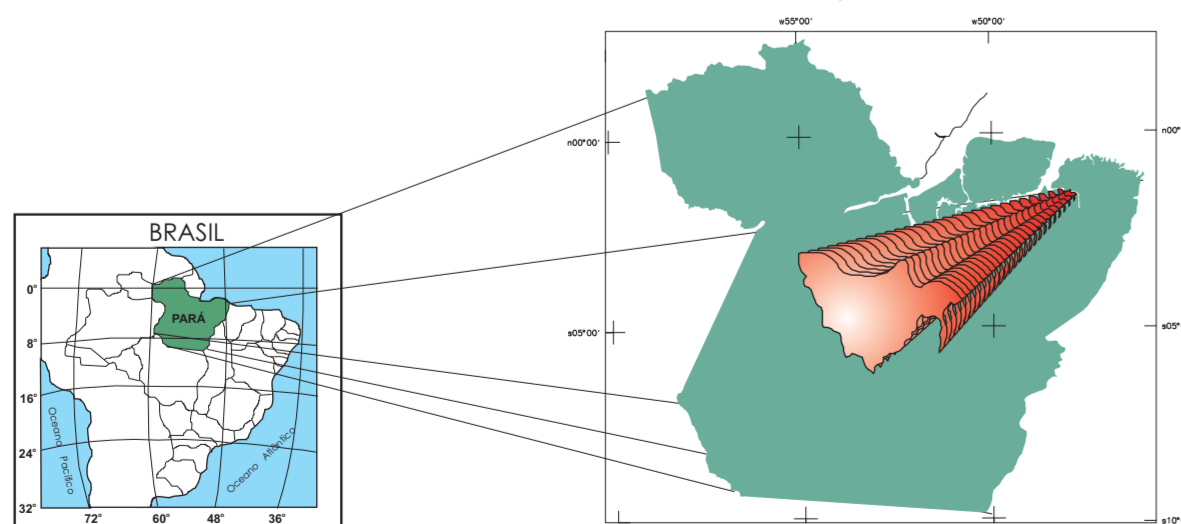 w55°00'
w50°00'
n00°00'
n00°
s05°00'
s05°
s10°
BRASIL
PARÁ
0°
8°
16°
24°
32°
Oceano Pacífico
Oceano Atlântico
72°
60°
48°
36°